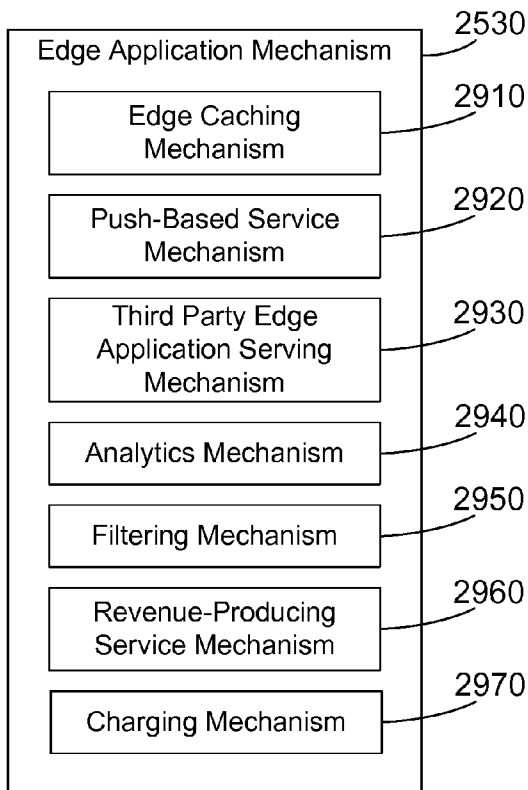 2530
Edge Application Mechanism
2910
Edge Caching
Mechanism
2920
Push-Based Service
Mechanism
2930
Third Party Edge
Application Serving
Mechanism
2940
Analytics Mechanism
2950
Filtering Mechanism
2960
Revenue-Producing
Service Mechanism
2970
Charging Mechanism